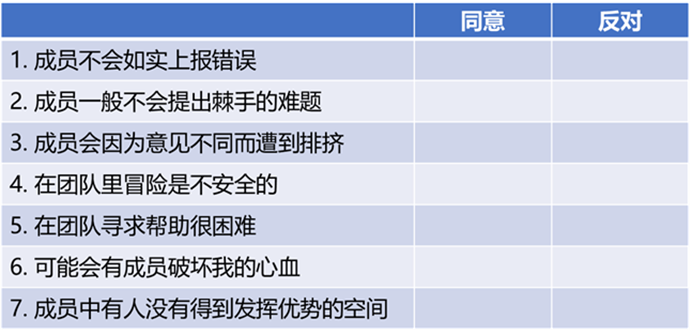 同意 反对
1. 成员不会如实上报错误
2. 成员一般不会提出棘手的难题
3. 成员会因为意见不同而遭到排挤
4. 在团队里冒险是不安全的
5. 在团队寻求帮助很困难
6. 可能会有成员破坏我的心血
7. 成员中有人没有得到发挥优势的空间